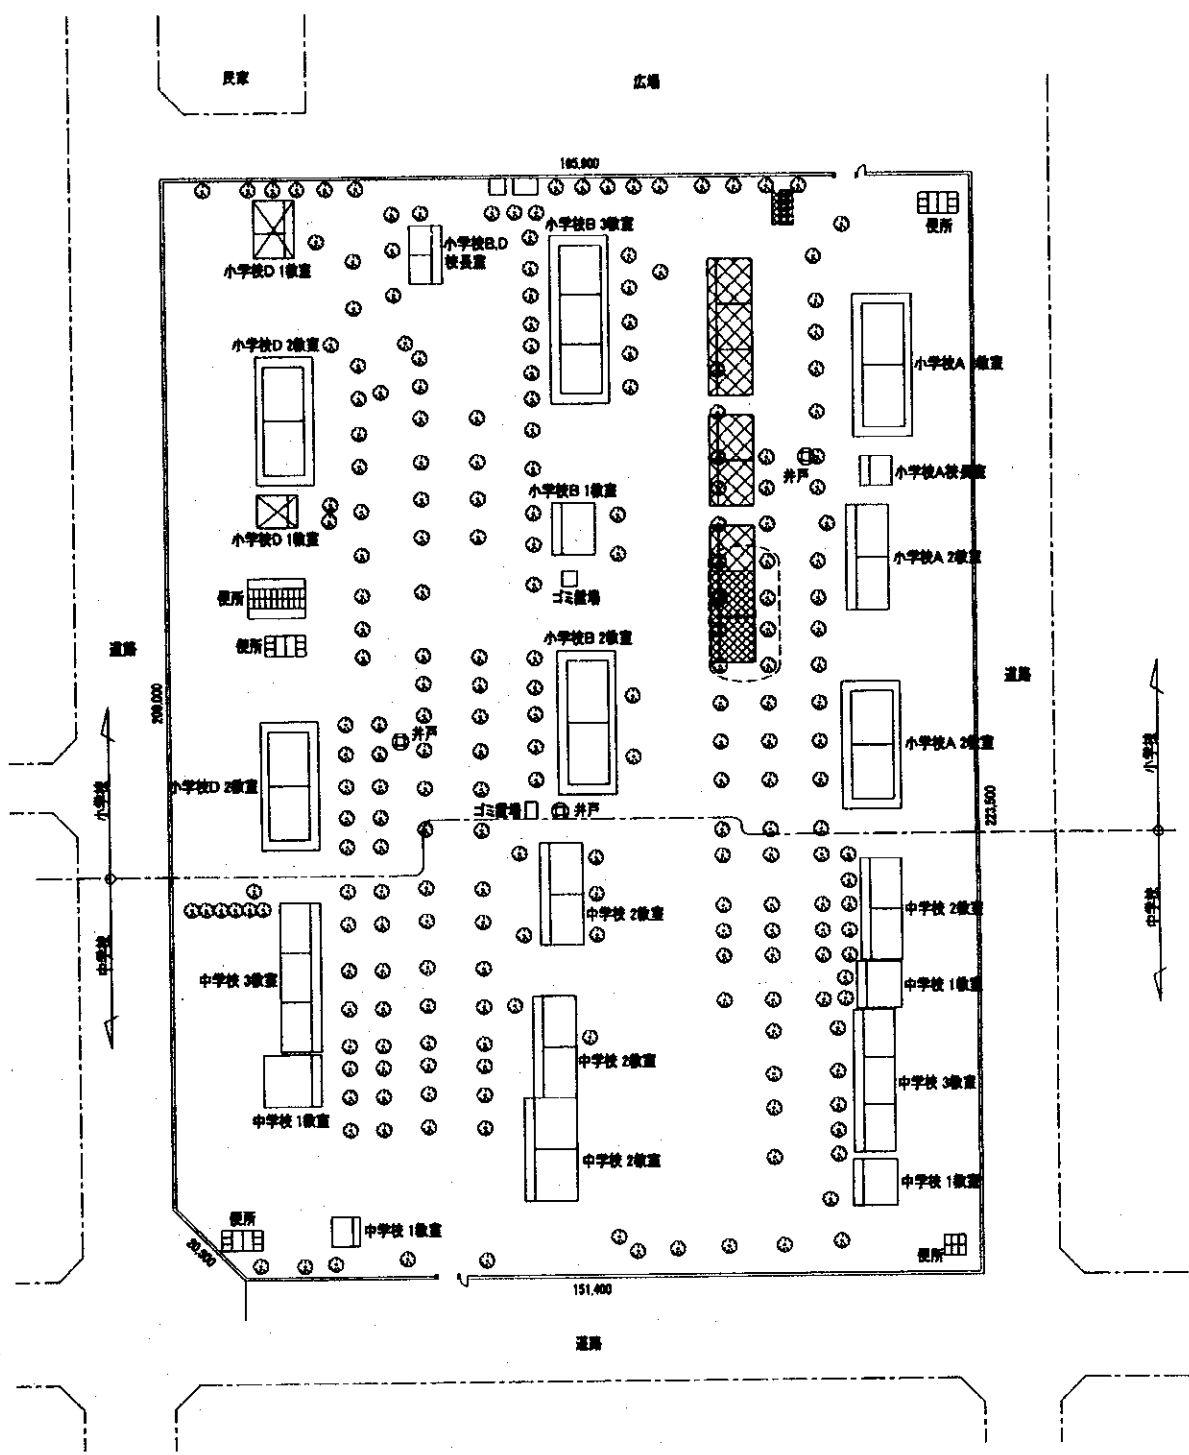 民家
広場
165,900
便所
小学校B 3教室
小学校B,D
校長室
小学校D 1教室
小学校D 2教室
小学校A 教室
井戸
小学校A校長室
小学校B 1教室
小学校D 1教室
小学校A 2教室
便所
ゴミ置場
便所
小学校B 2教室
道路
道路
208,000
井戸
小学校A 2教室
小学校
小学校D 2教室
小学校
ゴミ置場
井戸
223,500
中学校
中学校
中学校 2教室
中学校 2教室
中学校 3教室
中学校 1教室
中学校 2教室
中学校 3教室
中学校 1教室
中学校 2教室
中学校 1教室
便所
中学校 1教室
20,500
便所
151,400
道路